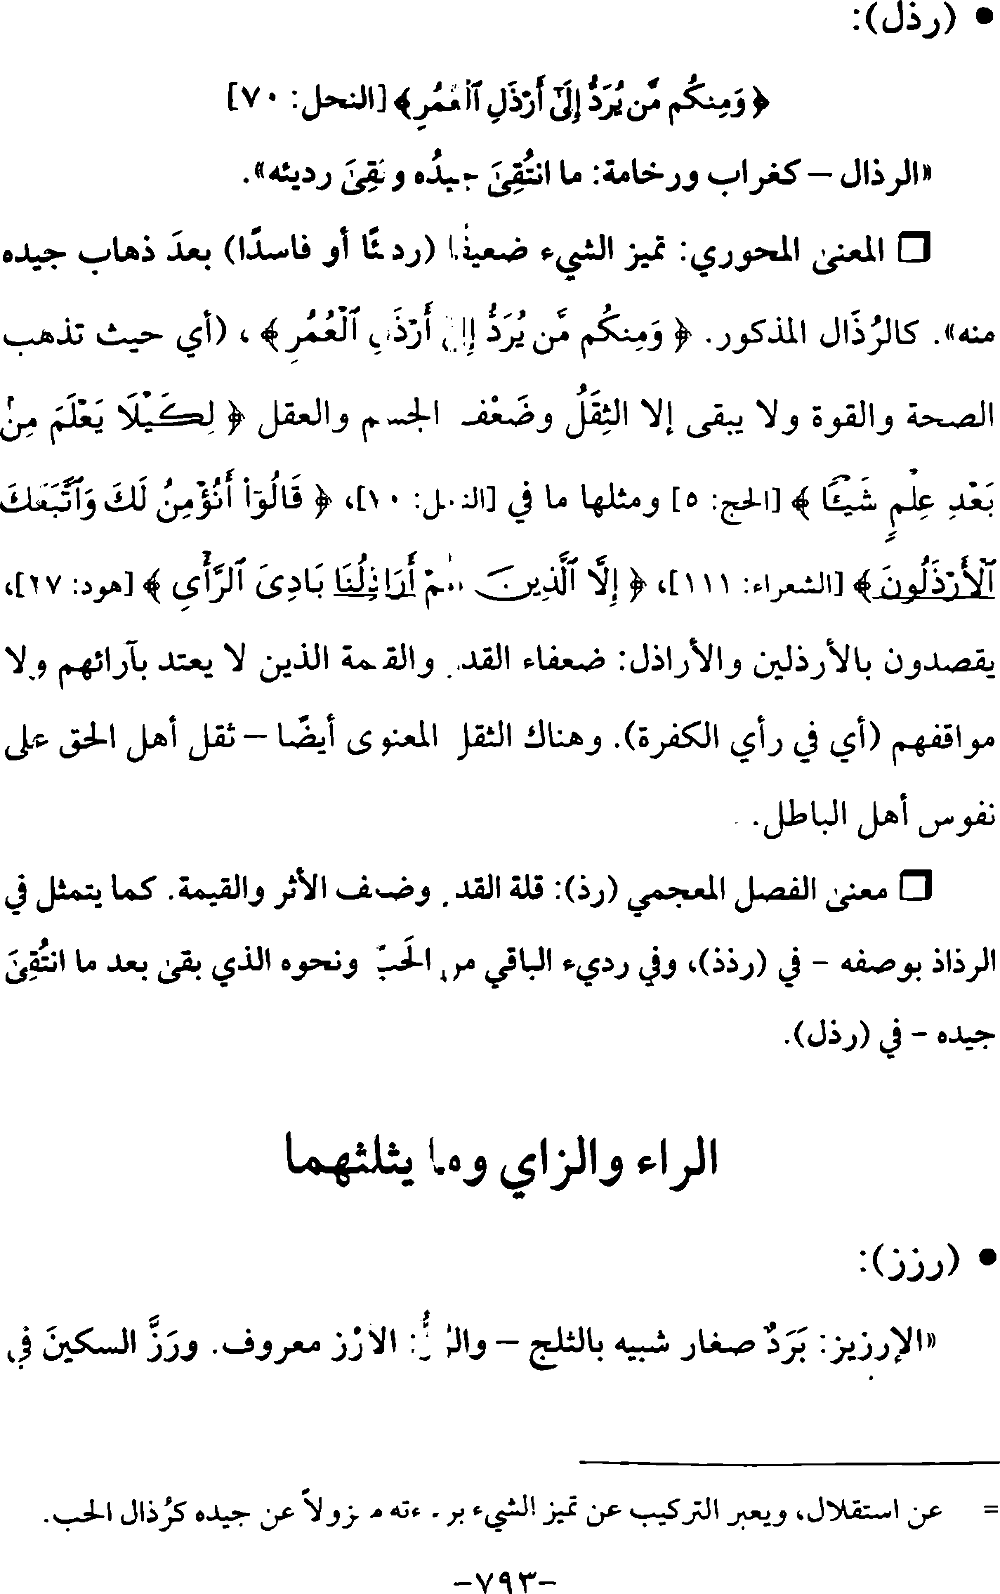 • (رذل):
﴿وَمِنكُم مَّن يُرَدُّ إِلَىٰ أَرْذَلِ ٱلْعُمُرِ﴾ [النحل: ٧٠]
«الرذال – كغراب ورخامة: ما انتُقِىَ جيدُه وبَقِىَ رديئه».
❏ المعنى المحوري: تميز الشيء ضعيفًا (رديئًا أو فاسدًا) بعدَ ذهاب جيده
منه». كالرُذَال المذكور. ﴿وَمِنكُم مَّن يُرَدُّ إِلَىٰ أَرْذَلِ ٱلْعُمُرِ﴾، (أي حيث تذهب
الصحة والقوة ولا يبقى إلا الثِقَلُ وضَعْف الجسم والعقل ﴿لِكَيْلَا يَعْلَمَ مِنۢ
بَعْدِ عِلْمٍ شَيْـًٔا﴾ [الحج: ٥] ومثلها ما في [النحل: ٧٠]، ﴿قَالُوٓا۟ أَنُؤْمِنُ لَكَ وَٱتَّبَعَكَ
ٱلْأَرْذَلُونَ﴾ [الشعراء: ١١١]، ﴿إِلَّا ٱلَّذِينَ هُمْ أَرَاذِلُنَا بَادِىَ ٱلرَّأْىِ﴾ [هود: ٢٧]،
يقصدون بالأرذلين والأراذل: ضعفاء القدر والقيمة الذين لا يعتد بآرائهم ولا
مواقفهم (أي في رأي الكفرة). وهناك الثقل المعنوى أيضًا – ثقل أهل الحق على
نفوس أهل الباطل.
❏ معنى الفصل المعجمي (رذ): قلة القدر وضعف الأثر والقيمة. كما يتمثل في
الرذاذ بوصفه - في (رذذ)، وفي رديء الباقي من الحَبّ ونحوه الذي بقى بعد ما انتُقِىَ
جيده - في (رذل).
الراء والزاي وما يثلثهما
• (رزز):
«الإرزيز: بَرَدٌ صغار شبيه بالثلج – والرُزُّ: الأرْز معروف. ورَزَّ السكينَ في
= عن استقلال، ويعبر التركيب عن تميز الشيء برداءته معزولاً عن جيده كرُذال الحب.
-٧٩٣-